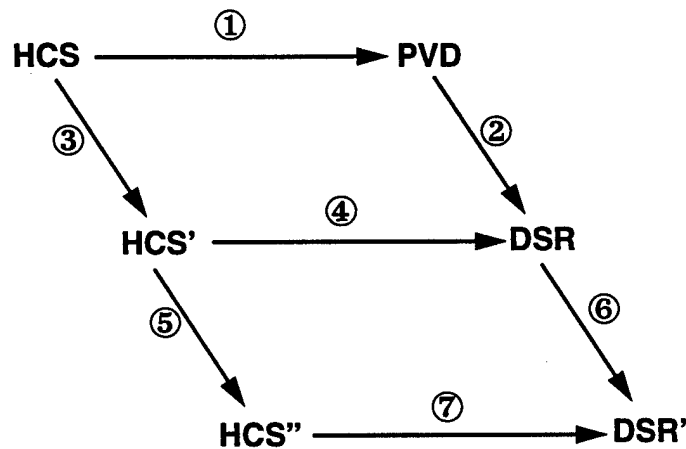 ①
HCS PVD
③ ②
④
HCS' DSR
⑤ ⑥
⑦
HCS" DSR'